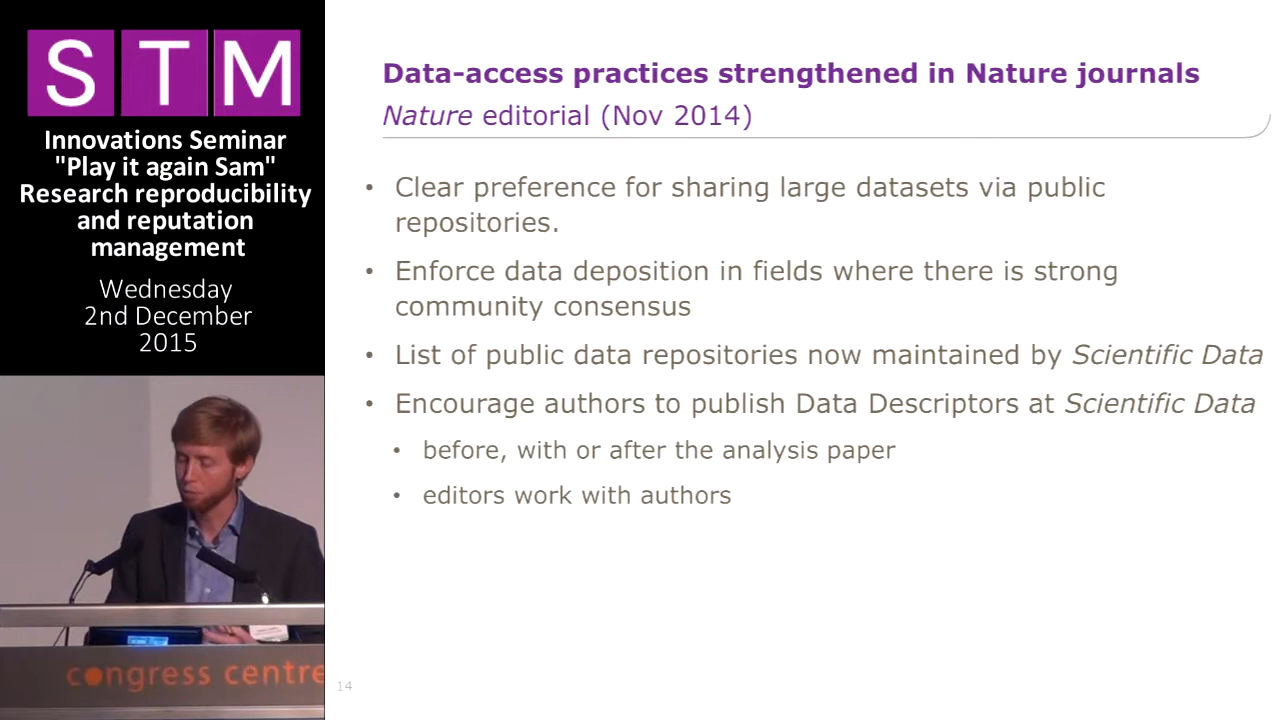 STM
Innovations Seminar
"Play it again Sam"
Research reproducibility
and reputation
management
Wednesday
2nd December
2015
congress centre
Data-access practices strengthened in Nature journals
Nature editorial (Nov 2014)
• Clear preference for sharing large datasets via public
repositories.
• Enforce data deposition in fields where there is strong
community consensus
• List of public data repositories now maintained by Scientific Data
• Encourage authors to publish Data Descriptors at Scientific Data
• before, with or after the analysis paper
• editors work with authors
14